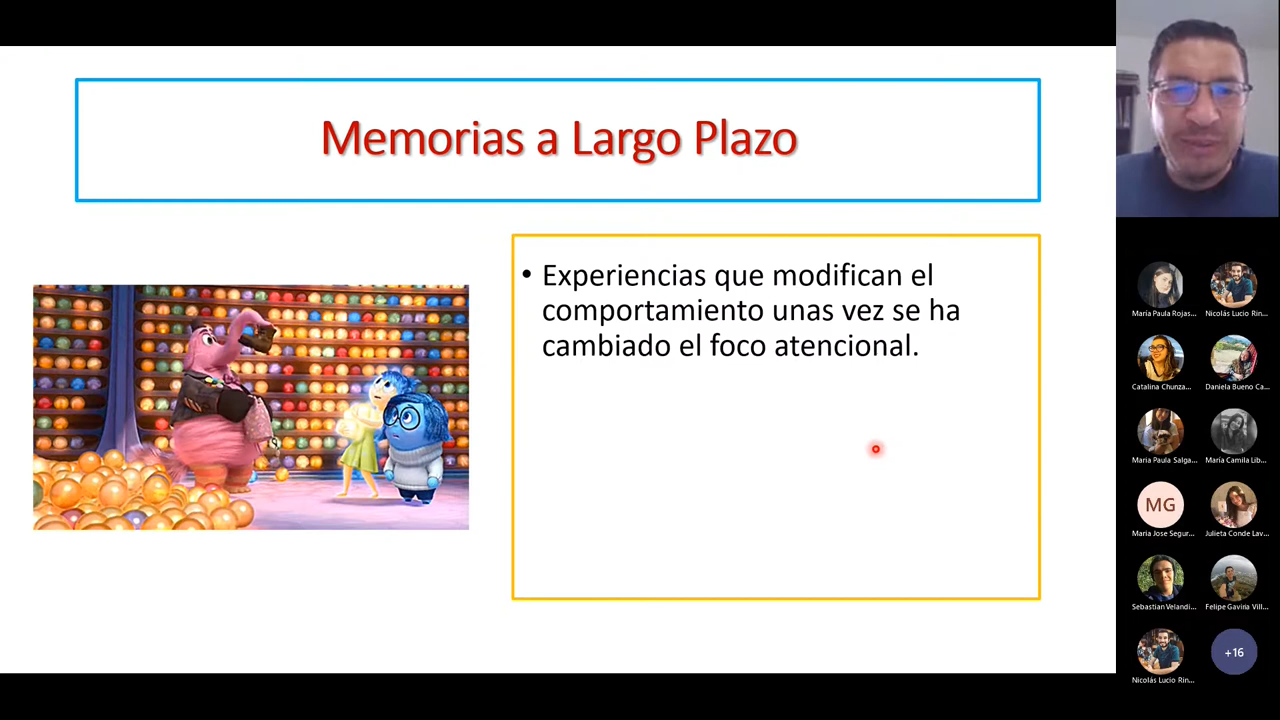 Memorias a Largo Plazo
• Experiencias que modifican el
comportamiento unas vez se ha
cambiado el foco atencional.
María Paula Rojas...
Nicolás Lucio Rin...
Catalina Chunza...
Daniela Bueno Ca...
Maria Paula Salga...
María Camila Lib...
MG
Maria Jose Segur...
Julieta Conde Lav...
Sebastian Velandi...
Felipe Gaviria Vill...
Nicolás Lucio Rin...
+16